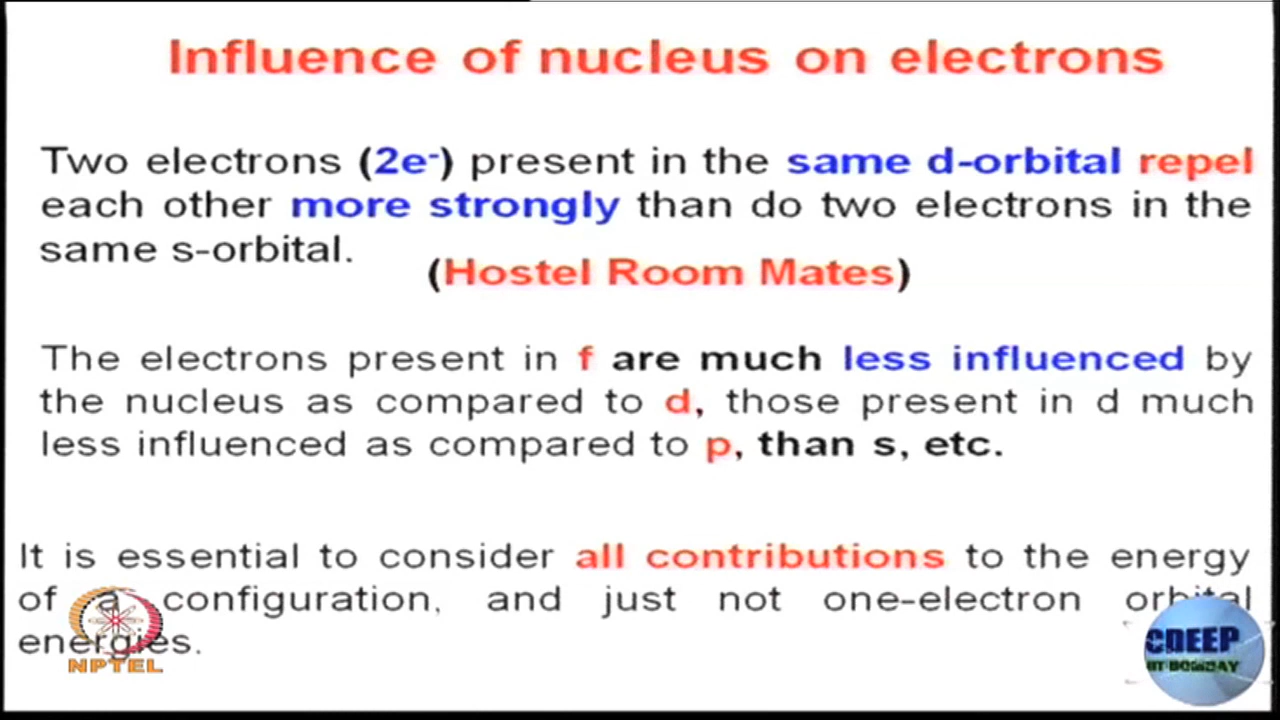 Influence of nucleus on electrons
Two electrons (2e-) present in the same d-orbital repel
each other more strongly than do two electrons in the
same s-orbital.
(Hostel Room Mates)
The electrons present in f are much less influenced by
the nucleus as compared to d, those present in d much
less influenced as compared to p, than s, etc.
It is essential to consider all contributions to the energy
of a configuration, and just not one-electron orbital
energies.
NPTEL
CDEEP
IIT BOMBAY